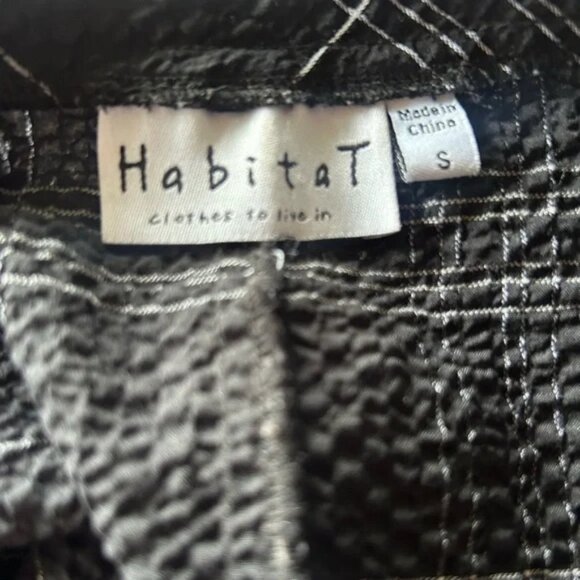 HabitaT
clothes to live in
Made in
China
S